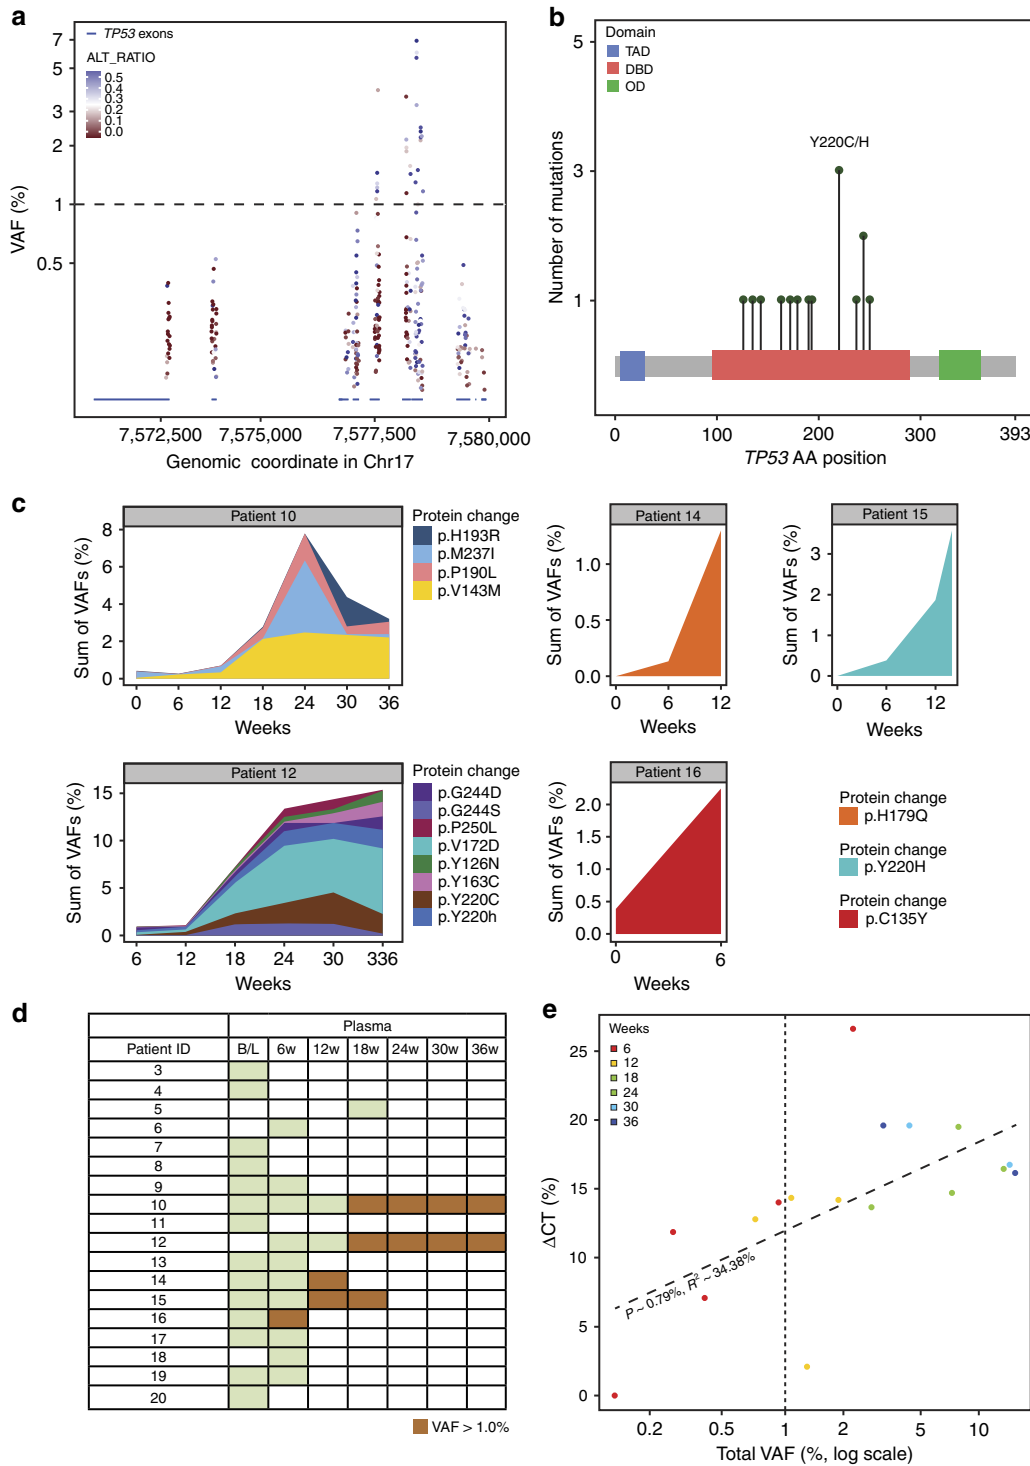 a
TP53 exons
ALT_RATIO
0.5
0.4
0.3
0.2
0.1
0.0
7
5
3
2
1
0.5
VAF (%)
7,572,500
7,575,000
7,577,500
7,580,000
Genomic coordinate in Chr17
b
Domain
TAD
DBD
OD
Y220C/H
5
3
1
Number of mutations
0
100
200
300
393
TP53 AA position
c
Patient 10
8
6
4
2
0
Sum of VAFs (%)
0 6 12 18 24 30 36
Weeks
Protein change
p.H193R
p.M237I
p.P190L
p.V143M
Patient 14
1.0
0.5
0.0
Sum of VAFs (%)
0 6 12
Weeks
Patient 15
3
2
1
0
Sum of VAFs (%)
0 6 12
Weeks
Patient 12
15
10
5
0
Sum of VAFs (%)
6 12 18 24 30 336
Weeks
Protein change
p.G244D
p.G244S
p.P250L
p.V172D
p.Y126N
p.Y163C
p.Y220C
p.Y220h
Patient 16
2.0
1.5
1.0
0.5
0.0
Sum of VAFs (%)
0 6
Weeks
Protein change
p.H179Q
Protein change
p.Y220H
Protein change
p.C135Y
d
Plasma
Patient ID B/L 6w 12w 18w 24w 30w 36w
3
4
5
6
7
8
9
10
11
12
13
14
15
16
17
18
19
20
VAF > 1.0%
e
Weeks
6
12
18
24
30
36
25
20
15
10
5
0
ΔCT (%)
P ~ 0.79%, R² ~ 34.38%
0.2 0.5 1 2 5 10
Total VAF (%, log scale)